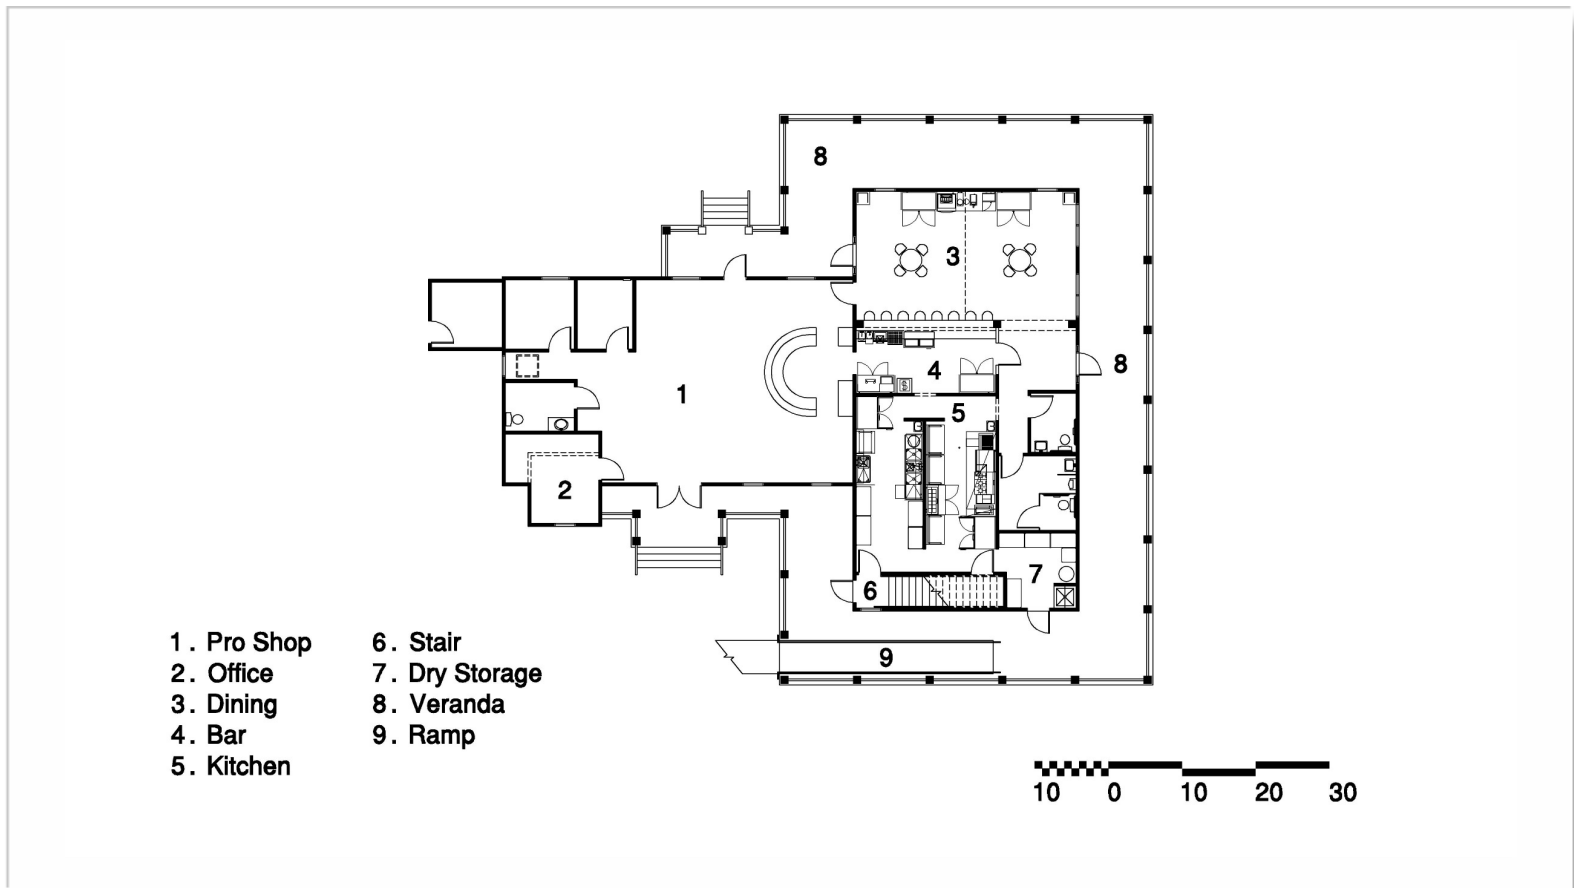 8
3
8
4
1
5
2
7
6
9
1. Pro Shop
2. Office
3. Dining
4. Bar
5. Kitchen
6. Stair
7. Dry Storage
8. Veranda
9. Ramp
10 0 10 20 30